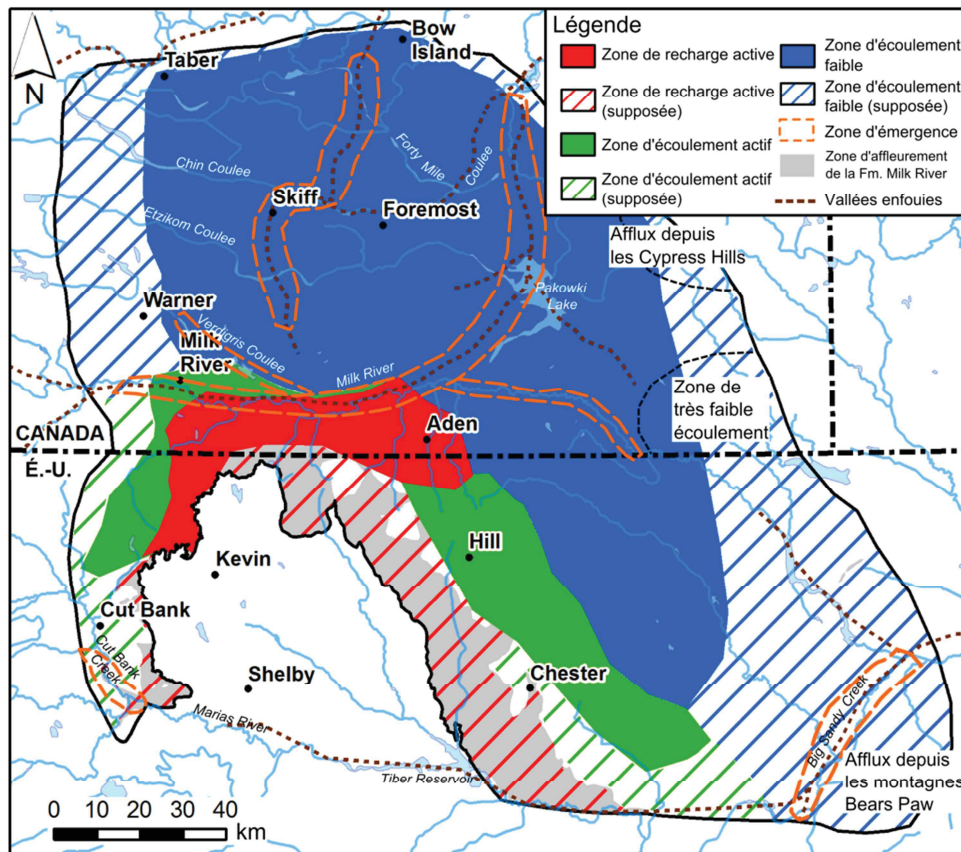 Légende
Zone de recharge active
Zone de recharge active
(supposée)
Zone d'écoulement actif
Zone d'écoulement actif
(supposée)
Zone d'écoulement
faible
Zone d'écoulement
faible (supposée)
Zone d'émergence
Zone d'affleurement
de la Fm. Milk River
Vallées enfouies
N
Bow
Island
Taber
Chin Coulee
Forty Mile
Coulee
Skiff
Foremost
Etzikom Coulee
Afflux depuis
les Cypress Hills
Pakowki
Lake
Warner
Verdigris Coulee
Milk
River
Milk River
Zone de
très faible
écoulement
Aden
CANADA
É.-U.
Hill
Kevin
Cut Bank
Cut Bank
Creek
Shelby
Chester
Marias River
Big Sandy Creek
Tiber Reservoir
Afflux depuis
les montagnes
Bears Paw
0 10 20 30 40
km